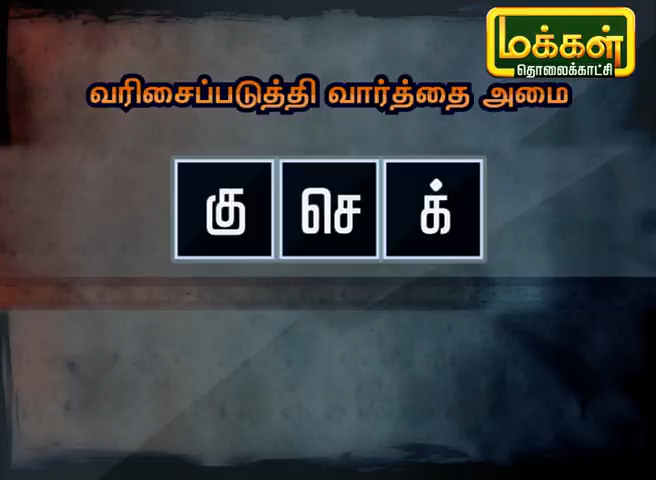 மக்கள்
தொலைக்காட்சி
வரிசைப்படுத்தி வார்த்தை அமை
கு செ க்